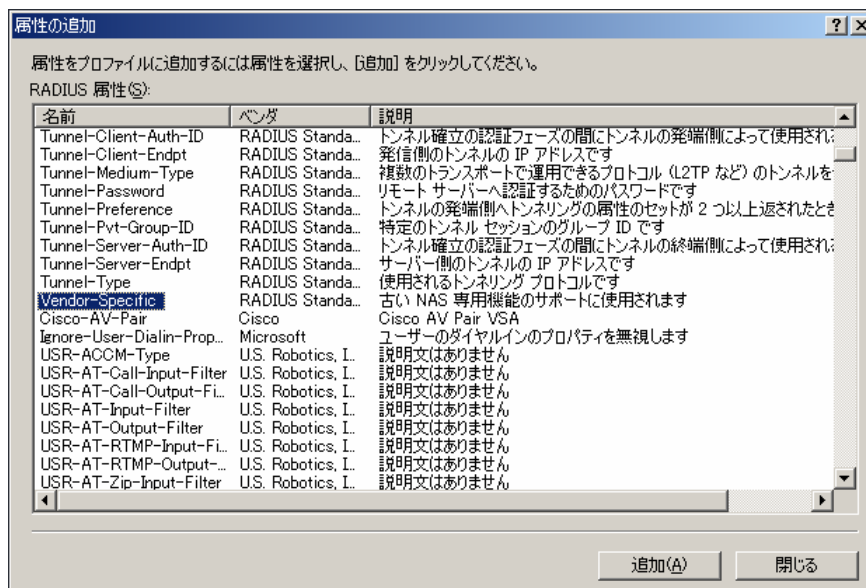 属性の追加
属性をプロファイルに追加するには属性を選択し、[追加] をクリックしてください。
RADIUS 属性(S):
名前 ベンダ 説明
Tunnel-Client-Auth-ID RADIUS Standa... トンネル確立の認証フェーズの間にトンネルの発端側によって使用され
Tunnel-Client-Endpt RADIUS Standa... 発信側のトンネルの IP アドレスです
Tunnel-Medium-Type RADIUS Standa... 複数のトランスポートで運用できるプロトコル (L2TP など) のトンネルを
Tunnel-Password RADIUS Standa... リモート サーバーへ認証するためのパスワードです
Tunnel-Preference RADIUS Standa... トンネルの発端側へトンネリングの属性のセットが 2 つ以上返されたとき
Tunnel-Pvt-Group-ID RADIUS Standa... 特定のトンネル セッションのグループ ID です
Tunnel-Server-Auth-ID RADIUS Standa... トンネル確立の認証フェーズの間にトンネルの終端側によって使用され
Tunnel-Server-Endpt RADIUS Standa... サーバー側のトンネルの IP アドレスです
Tunnel-Type RADIUS Standa... 使用されるトンネリング プロトコルです
Vendor-Specific RADIUS Standa... 古い NAS 専用機能のサポートに使用されます
Cisco-AV-Pair Cisco Cisco AV Pair VSA
Ignore-User-Dialin-Prop... Microsoft ユーザーのダイヤルインのプロパティを無視します
USR-ACCM-Type U.S. Robotics, I... 説明文はありません
USR-AT-Call-Input-Filter U.S. Robotics, I... 説明文はありません
USR-AT-Call-Output-Fi... U.S. Robotics, I... 説明文はありません
USR-AT-Input-Filter U.S. Robotics, I... 説明文はありません
USR-AT-Output-Filter U.S. Robotics, I... 説明文はありません
USR-AT-RTMP-Input-Fi... U.S. Robotics, I... 説明文はありません
USR-AT-RTMP-Output-... U.S. Robotics, I... 説明文はありません
USR-AT-Zip-Input-Filter U.S. Robotics, I... 説明文はありません
追加(A) 閉じる